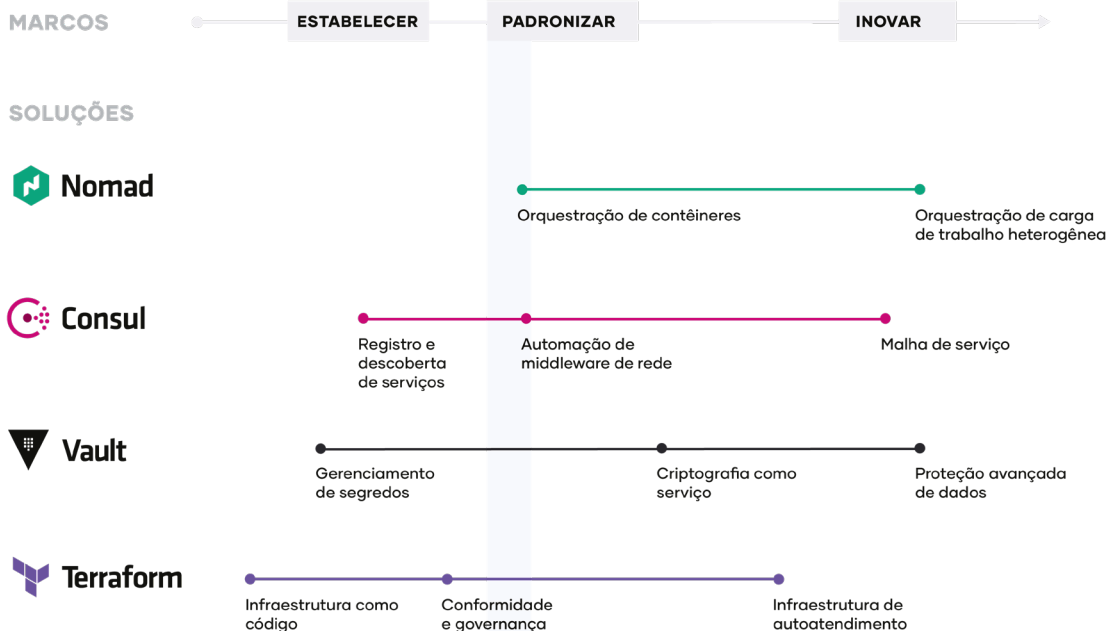 MARCOS
ESTABELECER
PADRONIZAR
INOVAR
SOLUÇÕES
Nomad
Orquestração de contêineres
Orquestração de carga
de trabalho heterogênea
Consul
Registro e
descoberta
de serviços
Automação de
middleware de rede
Malha de serviço
Vault
Gerenciamento
de segredos
Criptografia como
serviço
Proteção avançada
de dados
Terraform
Infraestrutura como
código
Conformidade
e governança
Infraestrutura de
autoatendimento